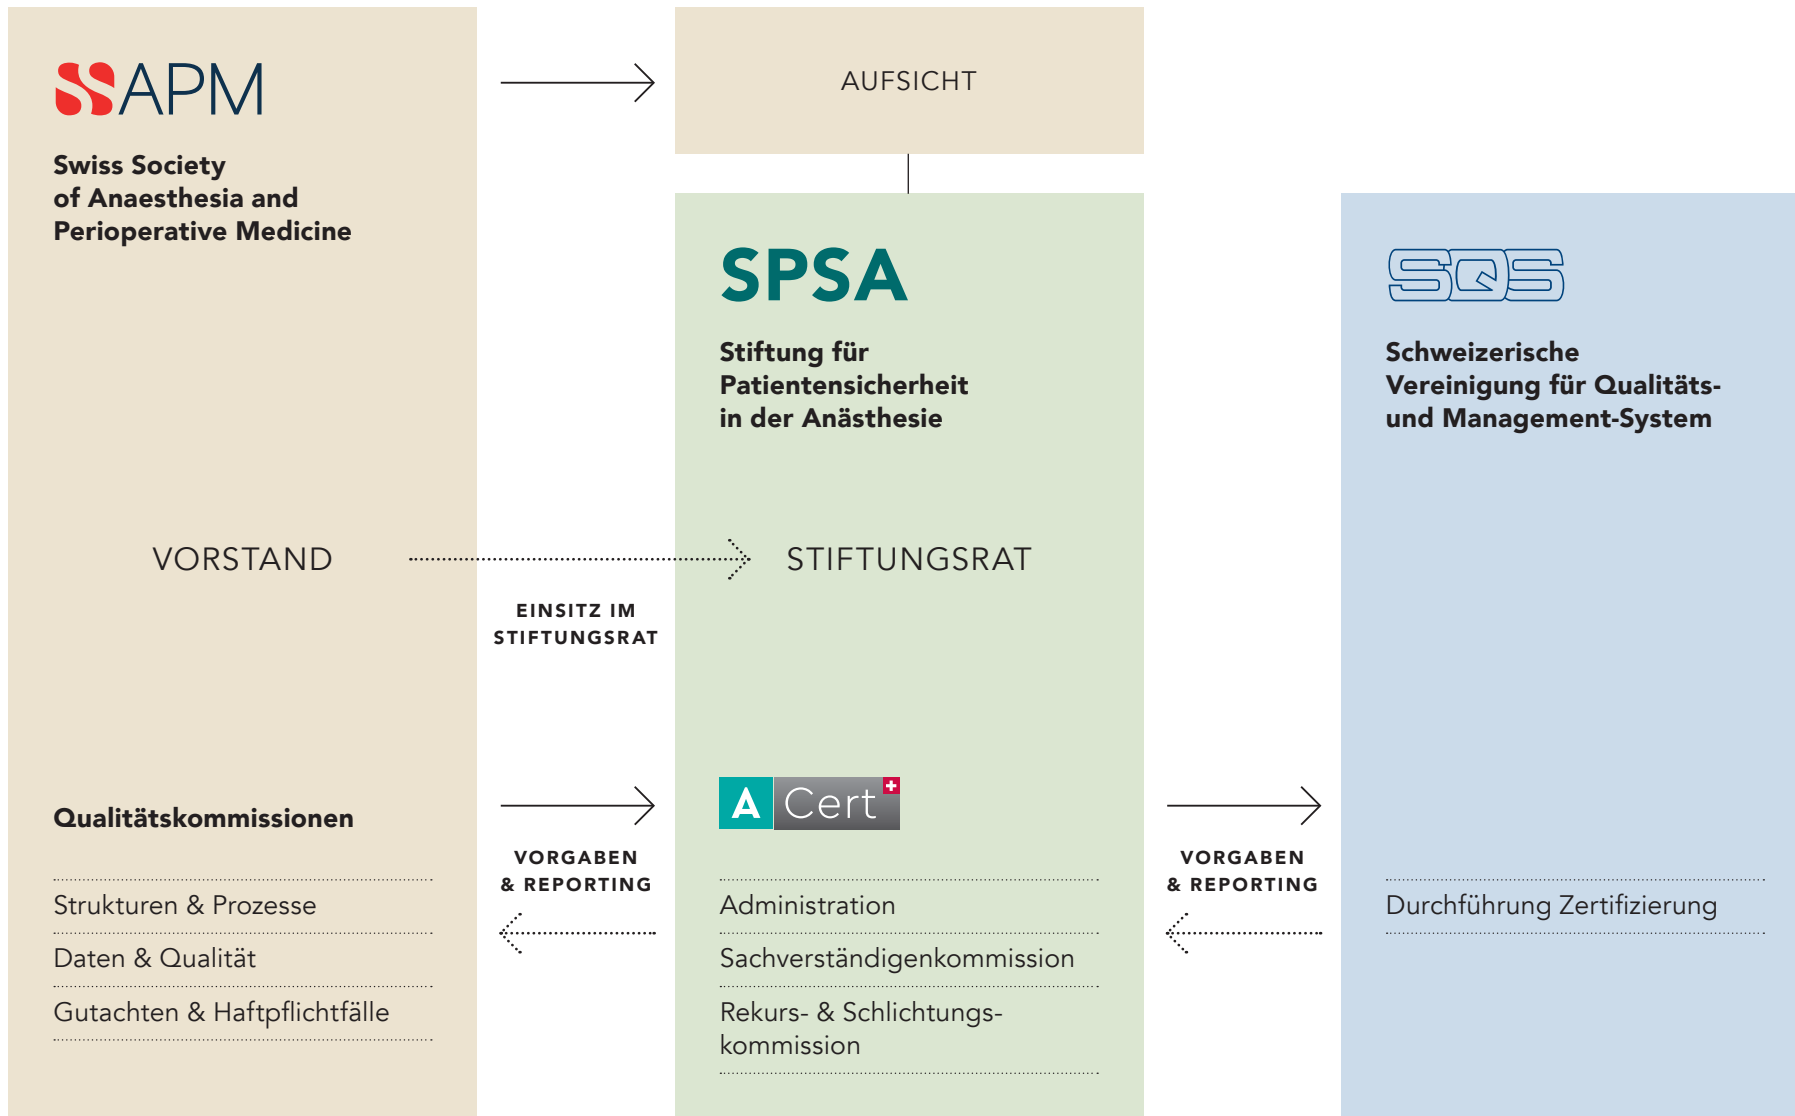 SSAPM
Swiss Society
of Anaesthesia and
Perioperative Medicine
VORSTAND
EINSITZ IM
STIFTUNGSRAT
Qualitätskommissionen
Strukturen & Prozesse
Daten & Qualität
Gutachten & Haftpflichtfälle
VORGABEN
& REPORTING
AUFSICHT
SPSA
Stiftung für
Patientensicherheit
in der Anästhesie
STIFTUNGSRAT
A Cert
Administration
Sachverständigenkommission
Rekurs- & Schlichtungs-
kommission
VORGABEN
& REPORTING
SQS
Schweizerische
Vereinigung für Qualitäts-
und Management-System
Durchführung Zertifizierung